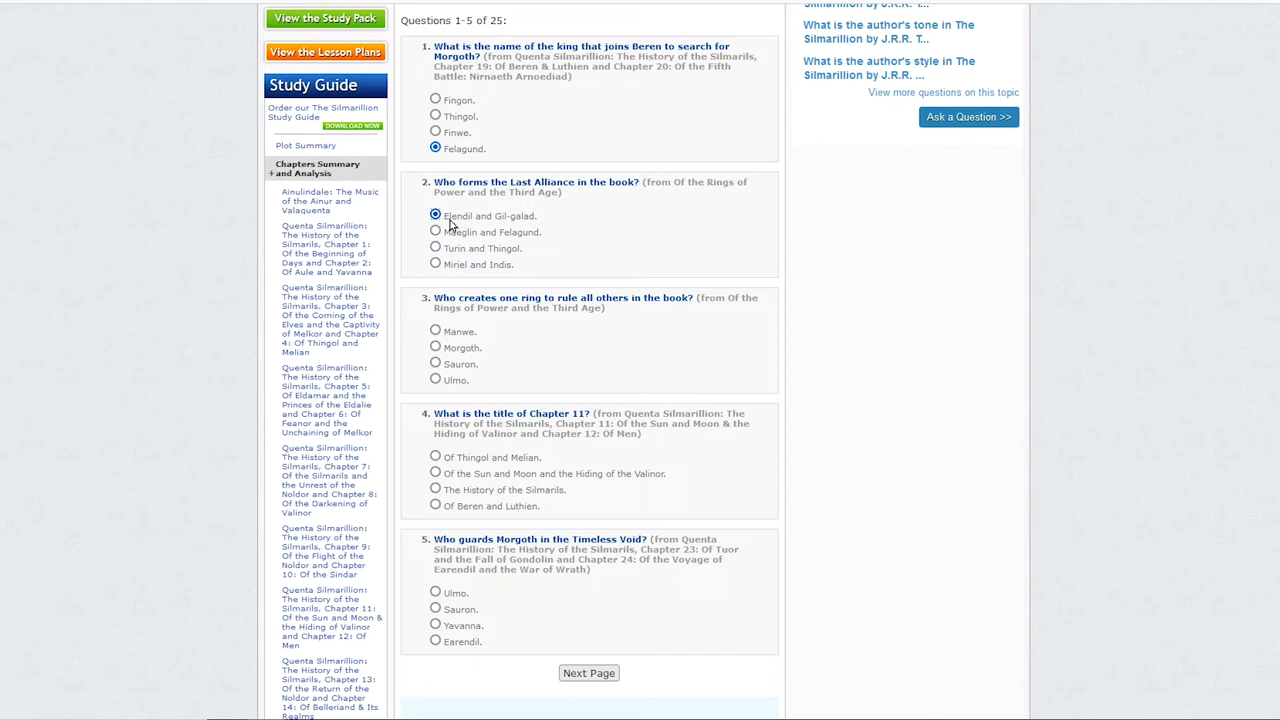 View the Study Pack
View the Lesson Plans
Study Guide
Order our The Silmarillion
Study Guide
DOWNLOAD NOW
Plot Summary
Chapters Summary
+and Analysis
Ainulindale: The Music
of the Ainur and
Valaquenta
Quenta Silmarillion:
The History of the
Silmarils, Chapter 1:
Of the Beginning of
Days and Chapter 2:
Of Aule and Yavanna
Quenta Silmarillion:
The History of the
Silmarils, Chapter 3:
Of the Coming of the
Elves and the Captivity
of Melkor and Chapter
4: Of Thingol and
Melian
Quenta Silmarillion:
The History of the
Silmarils, Chapter 5:
Of Eldamar and the
Princes of the Eldalie
and Chapter 6: Of
Feanor and the
Unchaining of Melkor
Quenta Silmarillion:
The History of the
Silmarils, Chapter 7:
Of the Silmarils and
the Unrest of the
Noldor and Chapter 8:
Of the Darkening of
Valinor
Quenta Silmarillion:
The History of the
Silmarils, Chapter 9:
Of the Flight of the
Noldor and Chapter
10: Of the Sindar
Quenta Silmarillion:
The History of the
Silmarils, Chapter 11:
Of the Sun and Moon &
the Hiding of Valinor
and Chapter 12: Of
Men
Quenta Silmarillion:
The History of the
Silmarils, Chapter 13:
Of the Return of the
Noldor and Chapter
14: Of Belleriand & Its
Realms
Questions 1-5 of 25:
1. What is the name of the king that joins Beren to search for
Morgoth? (from Quenta Silmarillion: The History of the Silmarils,
Chapter 19: Of Beren & Luthien and Chapter 20: Of the Fifth
Battle: Nirnaeth Arnoediad)
Fingon.
Thingol.
Finwe.
Felagund.
2. Who forms the Last Alliance in the book? (from Of the Rings of
Power and the Third Age)
Elendil and Gil-galad.
Maeglin and Felagund.
Turin and Thingol.
Miriel and Indis.
3. Who creates one ring to rule all others in the book? (from Of the
Rings of Power and the Third Age)
Manwe.
Morgoth.
Sauron.
Ulmo.
4. What is the title of Chapter 11? (from Quenta Silmarillion: The
History of the Silmarils, Chapter 11: Of the Sun and Moon & the
Hiding of Valinor and Chapter 12: Of Men)
Of Thingol and Melian.
Of the Sun and Moon and the Hiding of the Valinor.
The History of the Silmarils.
Of Beren and Luthien.
5. Who guards Morgoth in the Timeless Void? (from Quenta
Silmarillion: The History of the Silmarils, Chapter 23: Of Tuor
and the Fall of Gondolin and Chapter 24: Of the Voyage of
Earendil and the War of Wrath)
Ulmo.
Sauron.
Yavanna.
Earendil.
Next Page
Silmarillion by J.R.R. T...
What is the author's tone in The
Silmarillion by J.R.R. T...
What is the author's style in The
Silmarillion by J.R.R. ...
View more questions on this topic
Ask a Question >>